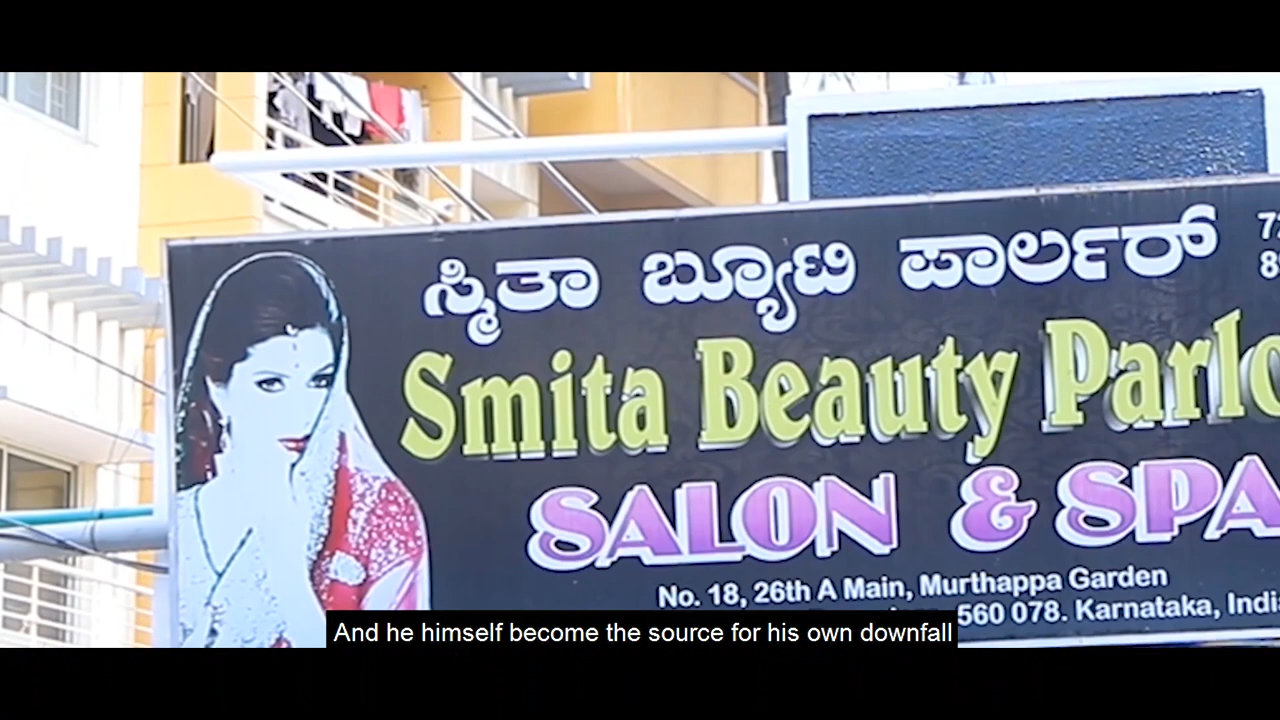 ಸ್ಮಿತಾ ಬ್ಯೂಟಿ ಪಾರ್ಲರ್
Smita Beauty Parlo
SALON & SPA
No. 18, 26th A Main, Murthappa Garden
560 078. Karnataka, Indi
And he himself become the source for his own downfall